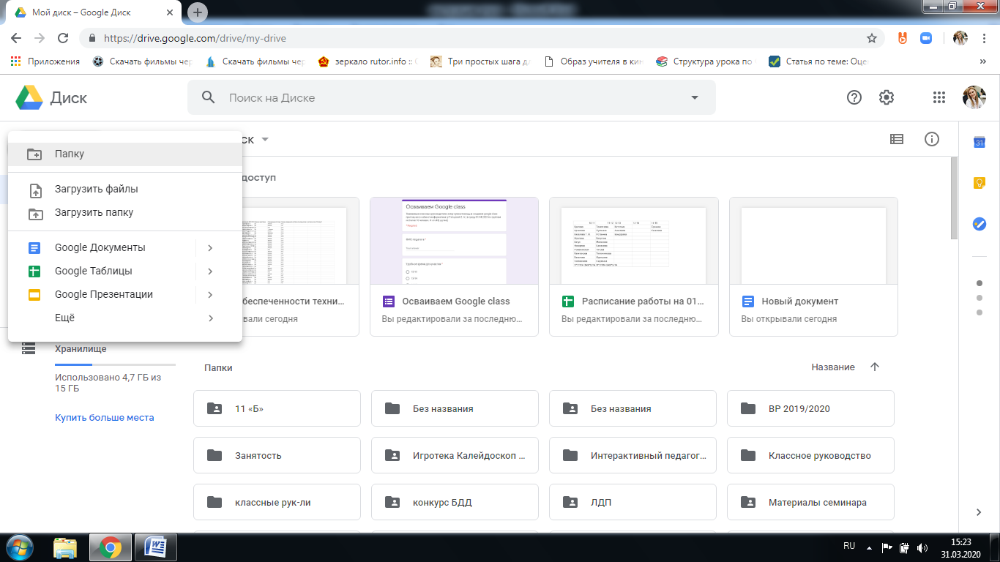 Мой диск – Google Диск
https://drive.google.com/drive/my-drive
Приложения
Скачать фильмы чер
Скачать фильмы чер
зеркало rutor.info ::
Три простых шага д
Образ учителя в кин
Структура урока по
Статья по теме: Оце
»
Диск
Поиск на Диске
31
ск
Папку
Загрузить файлы
Загрузить папку
Google Документы
Google Таблицы
Google Презентации
Ещё
доступ
Осваиваем Google class
беспеченности техни...
вали сегодня
Осваиваем Google class
Вы редактировали за последню...
Расписание работы на 01...
Вы редактировали за последню...
Новый документ
Вы открывали сегодня
Хранилище
Использовано 4,7 ГБ из
15 ГБ
Купить больше места
Папки
Название
11 «Б»
Без названия
Без названия
ВР 2019/2020
Занятость
Игротека Калейдоскоп ...
Интерактивный педагог...
Классное руководство
классные рук-ли
конкурс БДД
ЛДП
Материалы семинара
RU
15:23
31.03.2020